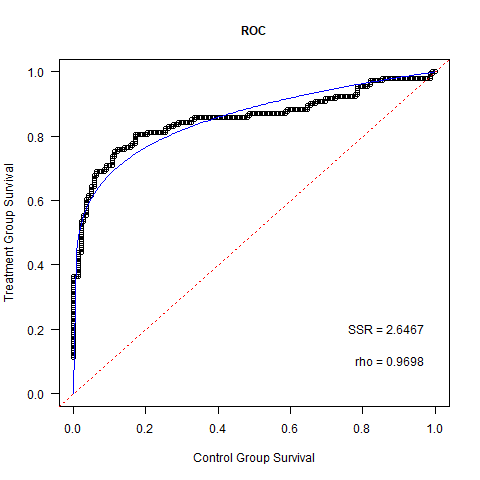 ROC
Treatment Group Survival
1.0
0.8
0.6
0.4
0.2
0.0
SSR = 2.6467
rho = 0.9698
0.0 0.2 0.4 0.6 0.8 1.0
Control Group Survival